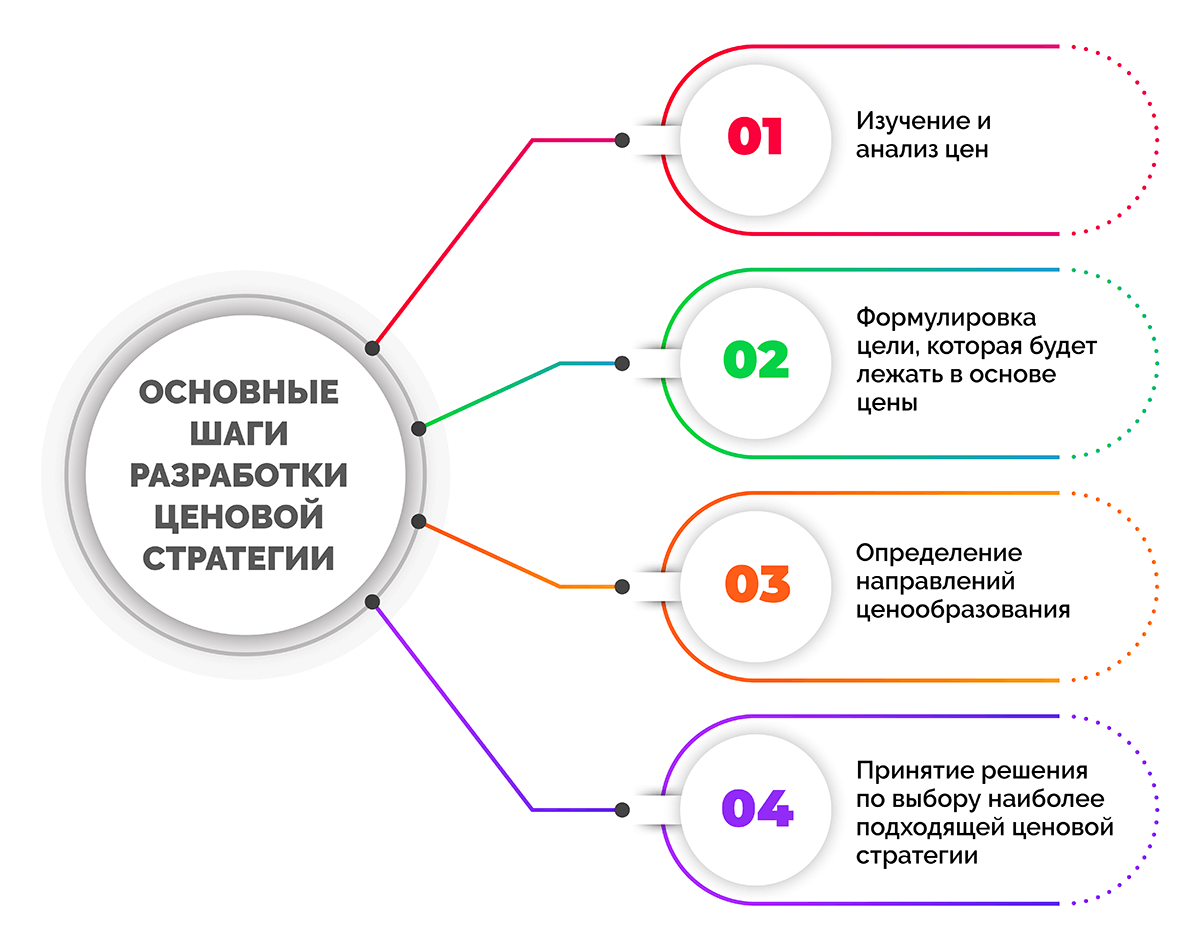 ОСНОВНЫЕ
ШАГИ
РАЗРАБОТКИ
ЦЕНОВОЙ
СТРАТЕГИИ
01
Изучение и
анализ цен
02
Формулировка
цели, которая будет
лежать в основе
цены
03
Определение
направлений
ценообразования
04
Принятие решения
по выбору наиболее
подходящей ценовой
стратегии